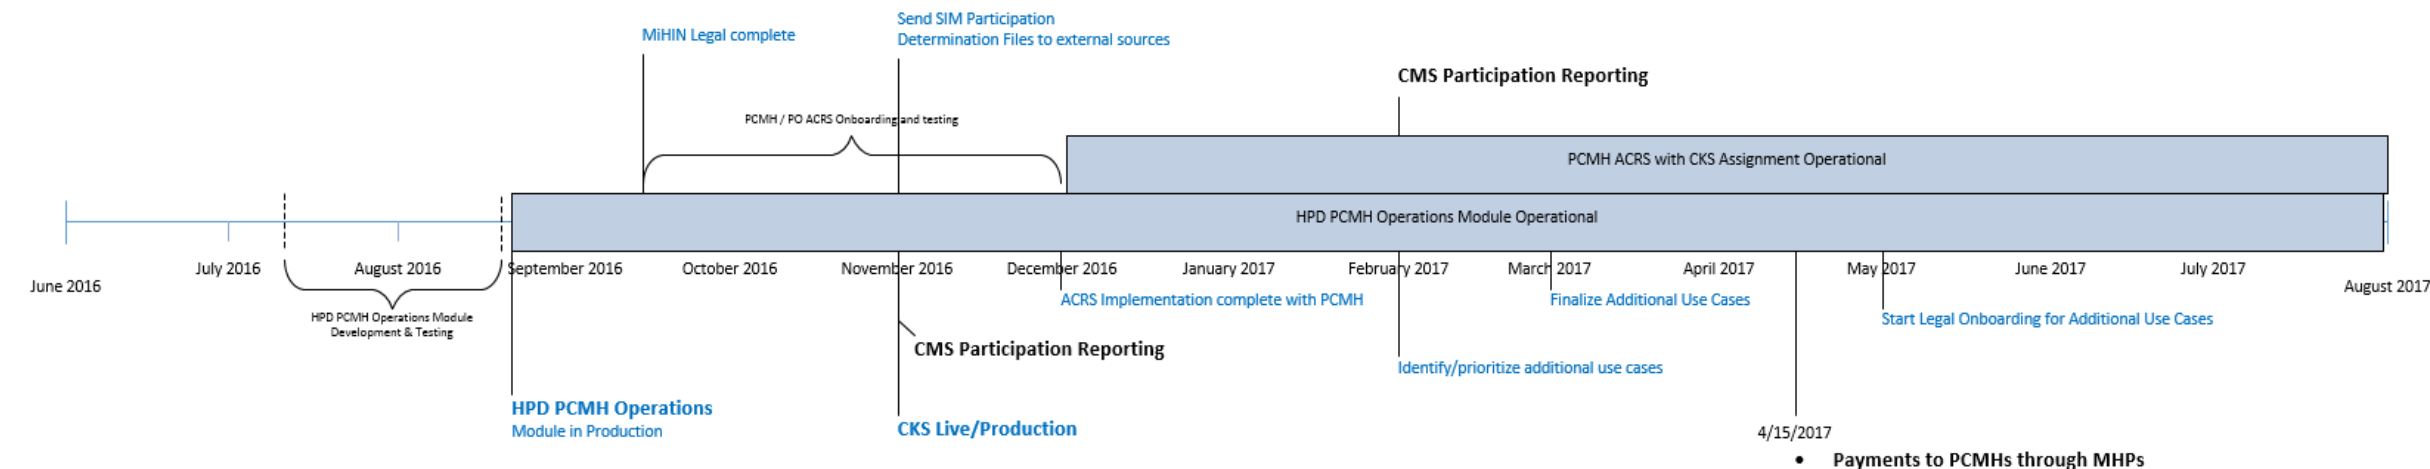 Send SIM Participation
Determination Files to external sources
MiHIN Legal complete
CMS Participation Reporting
PCMH / PO ACRS Onboarding and testing
PCMH ACRS with CKS Assignment Operational
HPD PCMH Operations Module Operational
June 2016
July 2016
August 2016
September 2016
October 2016
November 2016
December 2016
January 2017
February 2017
March 2017
April 2017
May 2017
June 2017
July 2017
August 2017
HPD PCMH Operations Module
Development & Testing
ACRS Implementation complete with PCMH
Finalize Additional Use Cases
Start Legal Onboarding for Additional Use Cases
CMS Participation Reporting
Identify/prioritize additional use cases
HPD PCMH Operations
Module in Production
CKS Live/Production
4/15/2017
• Payments to PCMHs through MHPs